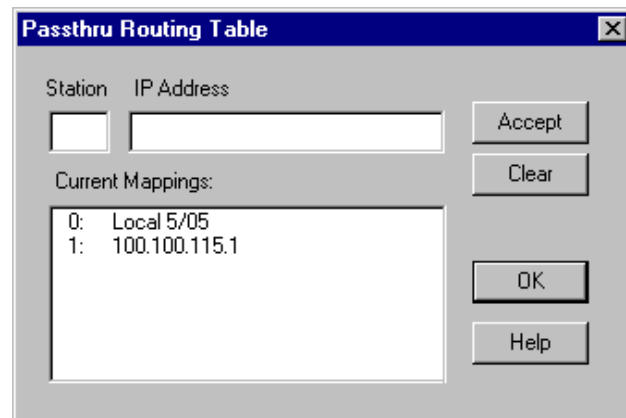 Passthru Routing Table
Station IP Address
Accept
Clear
Current Mappings:
0: Local 5/05
1: 100.100.115.1
OK
Help